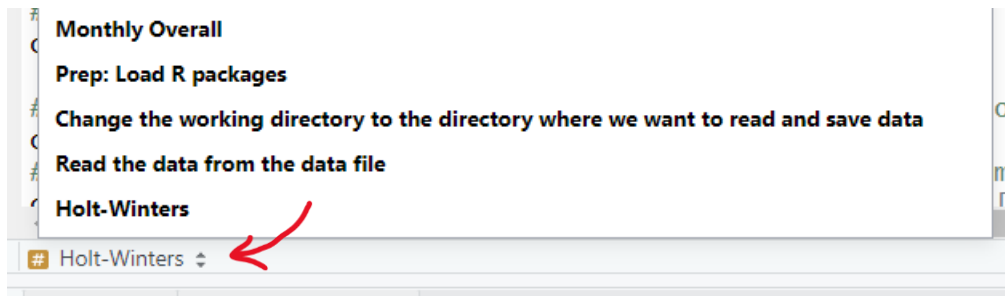 Monthly Overall
Prep: Load R packages
Change the working directory to the directory where we want to read and save data
Read the data from the data file
Holt-Winters
# Holt-Winters